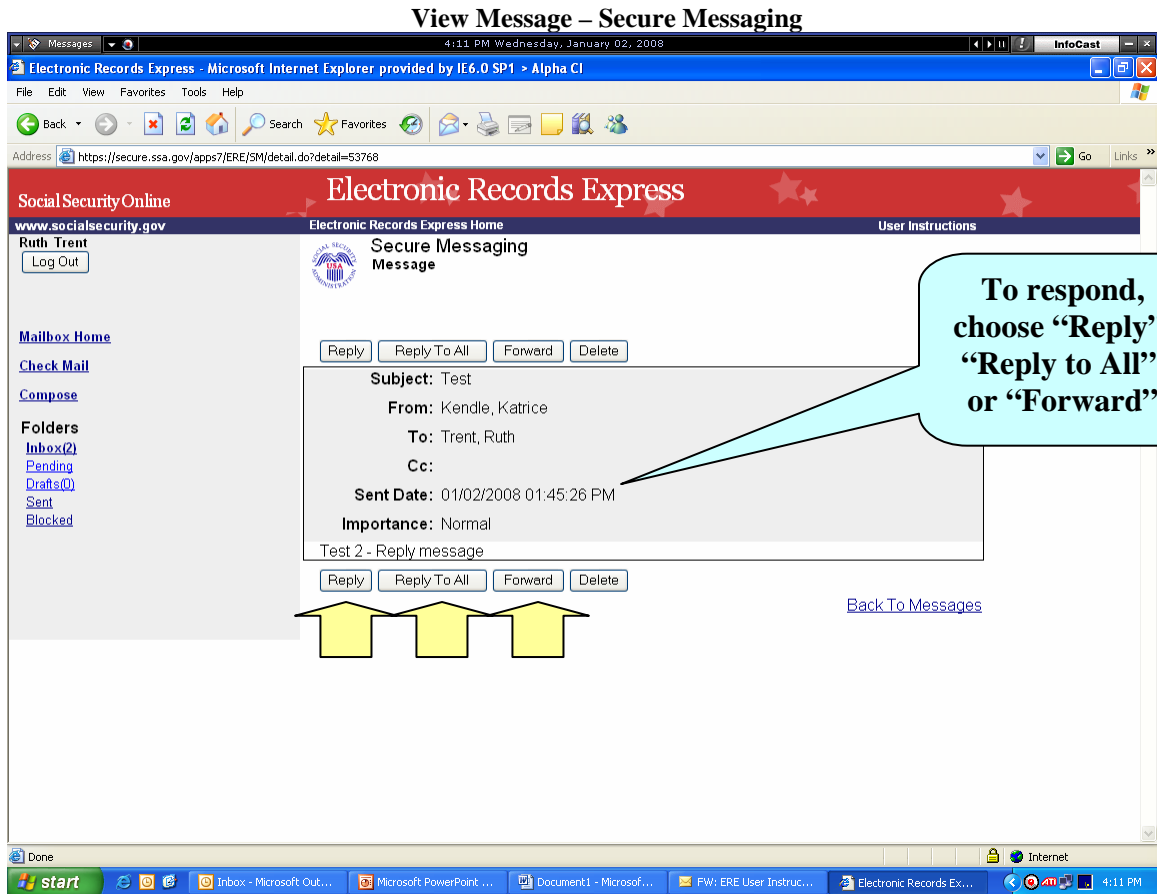 View Message – Secure Messaging
Messages
4:11 PM Wednesday, January 02, 2008
InfoCast
Electronic Records Express - Microsoft Internet Explorer provided by IE6.0 SP1 > Alpha CI
File Edit View Favorites Tools Help
Back Search Favorites
Address https://secure.ssa.gov/apps7/ERE/SM/detail.do?detail=53768 Go Links »
Social Security Online
Electronic Records Express
www.socialsecurity.gov
Electronic Records Express Home
User Instructions
Ruth Trent
Log Out
SOCIAL SECURITY ADMINISTRATION
USA
Secure Messaging
Message
To respond,
choose “Reply”
“Reply to All”
or “Forward”
Mailbox Home
Check Mail
Compose
Folders
Inbox(2)
Pending
Drafts(0)
Sent
Blocked
Reply Reply To All Forward Delete
Subject: Test
From: Kendle, Katrice
To: Trent, Ruth
Cc:
Sent Date: 01/02/2008 01:45:26 PM
Importance: Normal
Test 2 - Reply message
Reply Reply To All Forward Delete
Back To Messages
Done
Internet
start
Inbox - Microsoft Out...
Microsoft PowerPoint ...
Document1 - Microsof...
FW: ERE User Instruc...
Electronic Records Ex...
4:11 PM